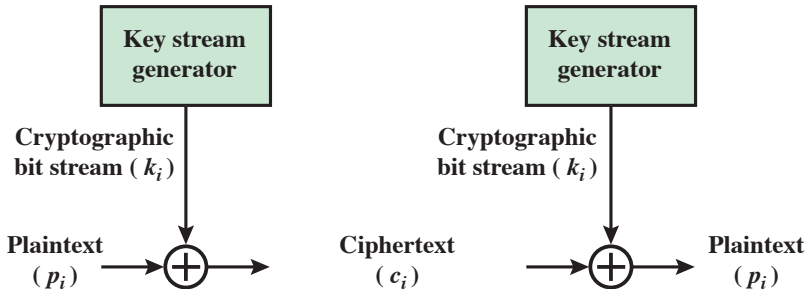 Key stream
generator
Cryptographic
bit stream ( k_i )
Plaintext
( p_i )
Key stream
generator
Cryptographic
bit stream ( k_i )
Ciphertext
( c_i )
Plaintext
( p_i )